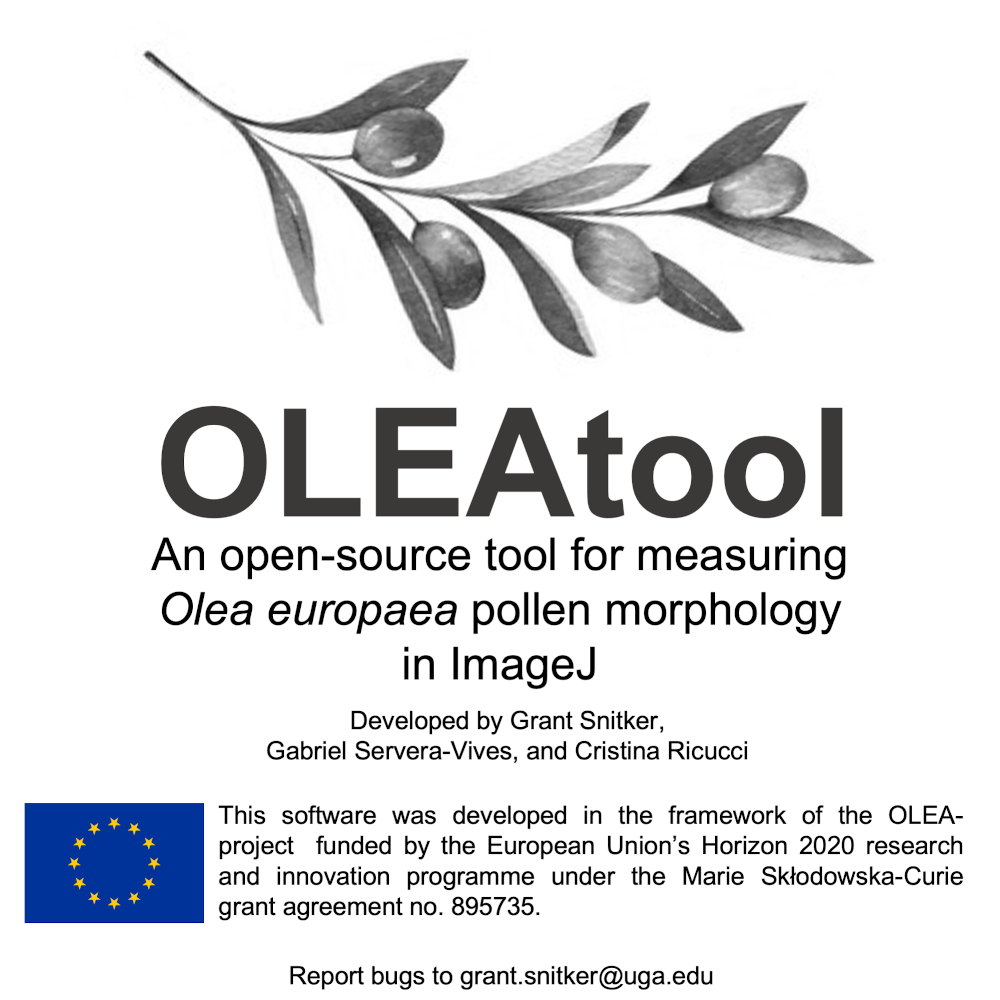 OLEAtool
An open-source tool for measuring
Olea europaea pollen morphology
in ImageJ
Developed by Grant Snitker,
Gabriel Servera-Vives, and Cristina Ricucci
This software was developed in the framework of the OLEA-
project funded by the European Union’s Horizon 2020 research
and innovation programme under the Marie Skłodowska-Curie
grant agreement no. 895735.
Report bugs to grant.snitker@uga.edu